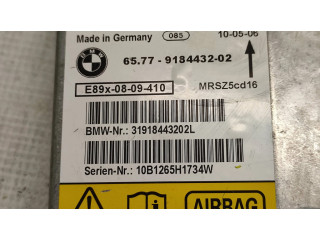 Made in Germany 085 10-05-06
BMW
65.77 - 9184432-02
E89x-08-09-410 MRSZ5cd16
BMW-Nr.: 31918443202L
Serien-Nr.: 10B1265H1734W
AIRBAG